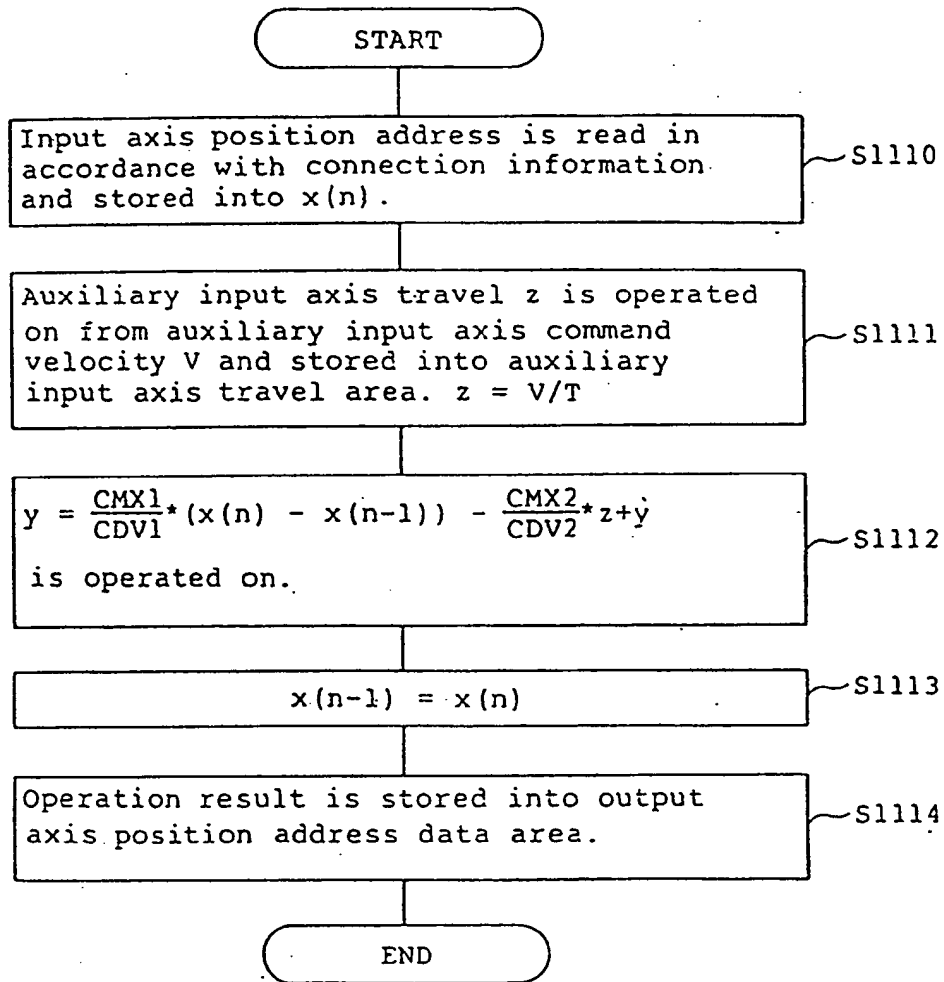 START
Input axis position address is read in
accordance with connection information
and stored into x(n).
S1110
Auxiliary input axis travel z is operated
on from auxiliary input axis command
velocity V and stored into auxiliary
input axis travel area. z = V/T
S1111
y = CMX1/CDV1*(x(n) - x(n-1)) - CMX2/CDV2*z+y
is operated on.
S1112
x(n-1) = x(n)
S1113
Operation result is stored into output
axis position address data area.
S1114
END